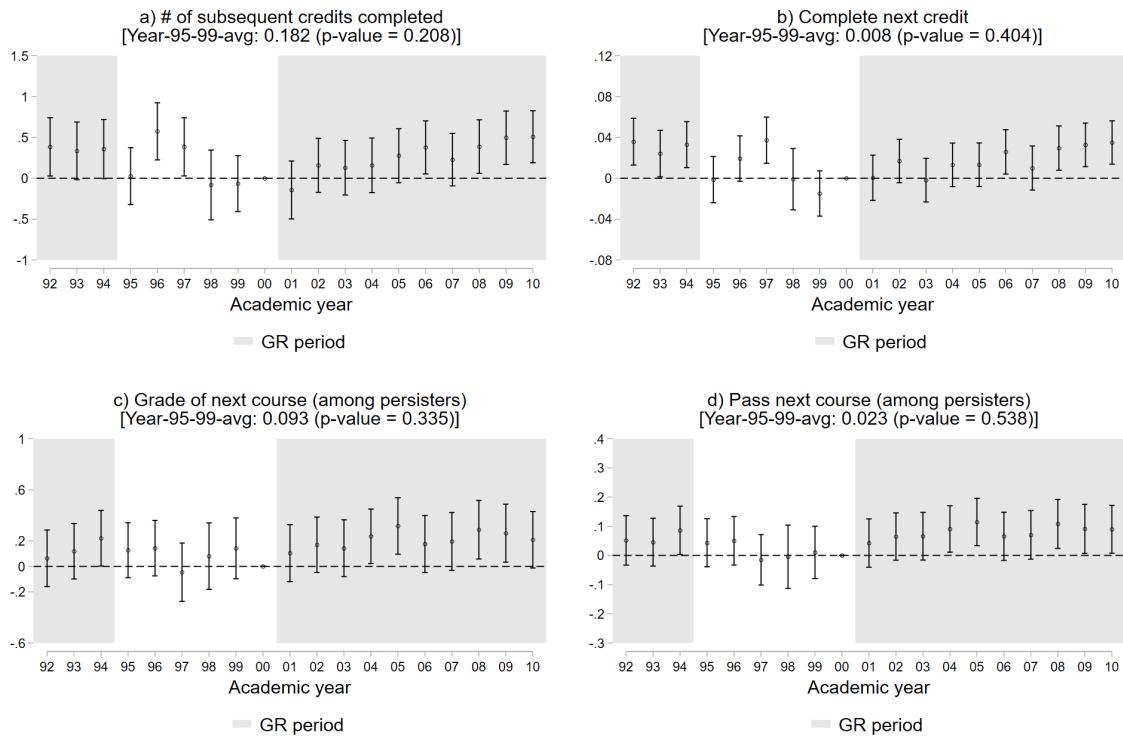 a) # of subsequent credits completed
[Year-95-99-avg: 0.182 (p-value = 0.208)]
1.5
1
.5
0
-.5
-1
92 93 94 95 96 97 98 99 00 01 02 03 04 05 06 07 08 09 10
Academic year
GR period
b) Complete next credit
[Year-95-99-avg: 0.008 (p-value = 0.404)]
.12
.08
.04
0
-.04
-.08
92 93 94 95 96 97 98 99 00 01 02 03 04 05 06 07 08 09 10
Academic year
GR period
c) Grade of next course (among persisters)
[Year-95-99-avg: 0.093 (p-value = 0.335)]
1
.6
.2
0
-.2
-.6
92 93 94 95 96 97 98 99 00 01 02 03 04 05 06 07 08 09 10
Academic year
GR period
d) Pass next course (among persisters)
[Year-95-99-avg: 0.023 (p-value = 0.538)]
.4
.3
.2
.1
0
-.1
-.2
-.3
92 93 94 95 96 97 98 99 00 01 02 03 04 05 06 07 08 09 10
Academic year
GR period